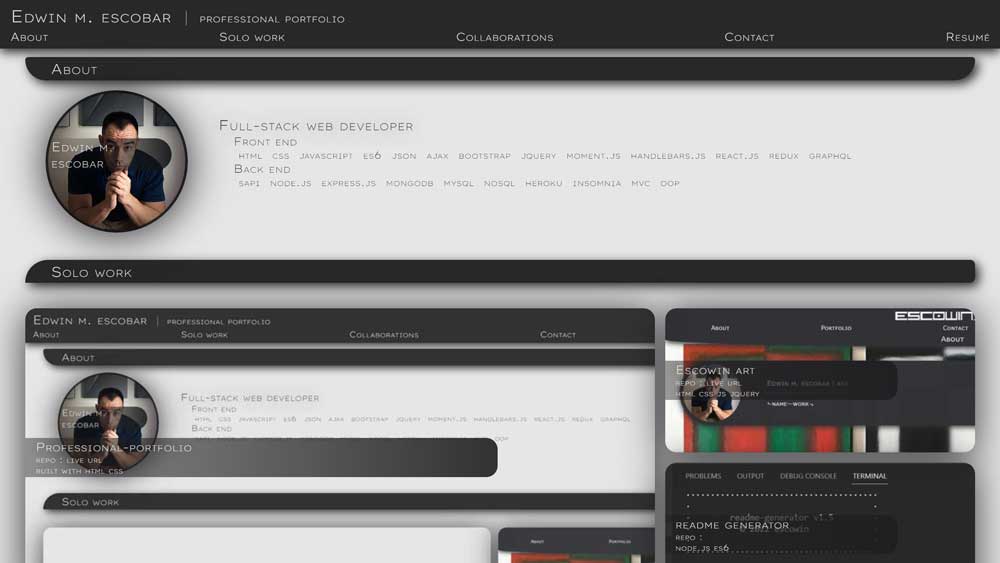 Edwin m. escobar | professional portfolio
About Solo work Collaborations Contact Resumé
About
Edwin m.
escobar
Full-stack web developer
Front end
html css javascript es6 json ajax bootstrap jquery moment.js handlebars.js react.js redux graphql
Back end
sapi node.js express.js mongodb mysql nosql heroku insomnia mvc oop
Solo work
Edwin m. escobar | professional portfolio
About Solo work Collaborations Contact
About
Edwin m.
escobar
Full-stack web developer
Front end
html css javascript es6 json ajax bootstrap jquery moment.js handlebars.js react.js redux graphql
Back end
oop
Professional-portfolio
repo : live url
built with html css
Solo work
About Portfolio
ESCOWIN
About Portfolio Contact
About
Escowin art
repo : live url
html css js jquery
Edwin m. escobar | art
name work
PROBLEMS OUTPUT DEBUG CONSOLE TERMINAL
readme-generator v1.5
© 2022 escowin
readme generator
repo :
node.js es6